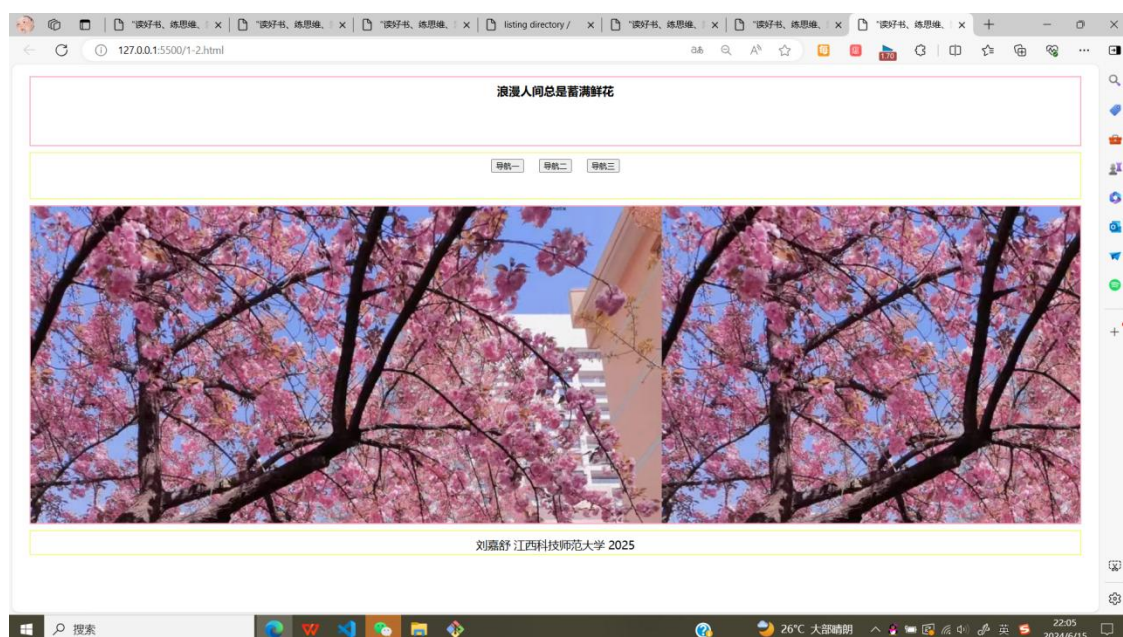 "读好书、练思维、
"读好书、练思维、
"读好书、练思维、
listing directory /
"读好书、练思维、
"读好书、练思维、
"读好书、练思维、
127.0.0.1:5500/1-2.html
1.70
浪漫人间总是蓄满鲜花
导航一 导航二 导航三
刘嘉舒 江西科技师范大学 2025
搜索
26°C 大部晴朗
英
22:05
2024/6/15